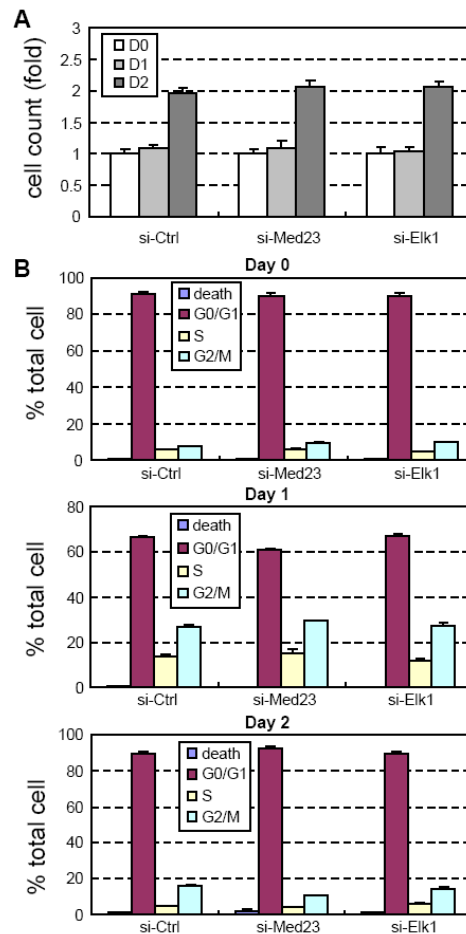 A
cell count (fold)
3
2.5
2
1.5
1
0.5
0
D0
D1
D2
si-Ctrl
si-Med23
si-Elk1
B
Day 0
% total cell
100
80
60
40
20
0
death
G0/G1
S
G2/M
si-Ctrl
si-Med23
si-Elk1
Day 1
% total cell
80
60
40
20
0
death
G0/G1
S
G2/M
si-Ctrl
si-Med23
si-Elk1
Day 2
% total cell
100
80
60
40
20
0
death
G0/G1
S
G2/M
si-Ctrl
si-Med23
si-Elk1